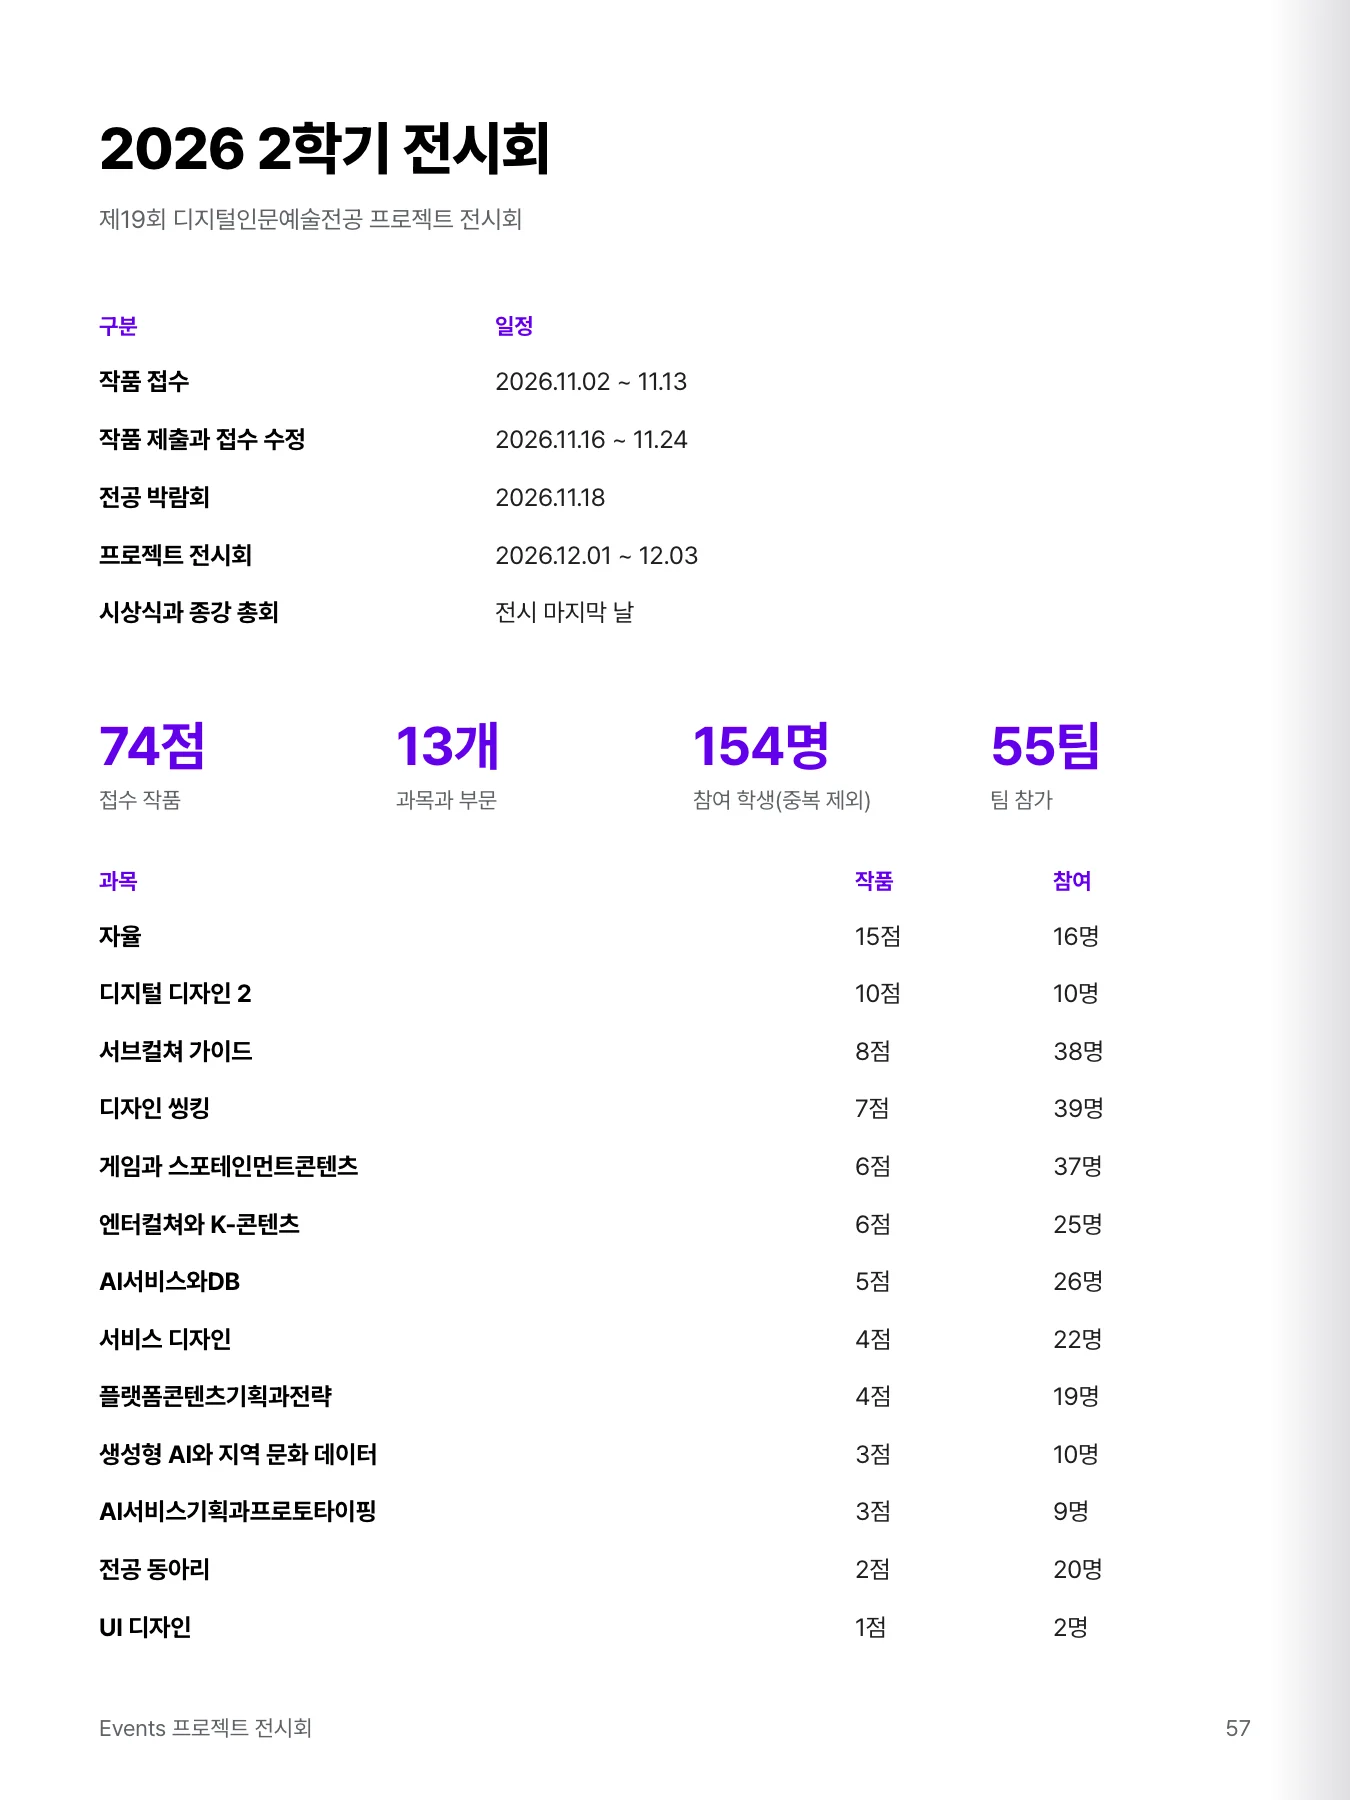 2026 2학기 전시회
제19회 디지털인문예술전공 프로젝트 전시회
구분 일정
작품 접수 2026.11.02 ~ 11.13
작품 제출과 접수 수정 2026.11.16 ~ 11.24
전공 박람회 2026.11.18
프로젝트 전시회 2026.12.01 ~ 12.03
시상식과 종강 총회 전시 마지막 날
74점 13개 154명 55팀
접수 작품 과목과 부문 참여 학생(중복 제외) 팀 참가
과목 작품 참여
자율 15점 16명
디지털 디자인 2 10점 10명
서브컬쳐 가이드 8점 38명
디자인 씽킹 7점 39명
게임과 스포테인먼트콘텐츠 6점 37명
엔터컬쳐와 K-콘텐츠 6점 25명
AI서비스와DB 5점 26명
서비스 디자인 4점 22명
플랫폼콘텐츠기획과전략 4점 19명
생성형 AI와 지역 문화 데이터 3점 10명
AI서비스기획과프로토타이핑 3점 9명
전공 동아리 2점 20명
UI 디자인 1점 2명
Events 프로젝트 전시회 57